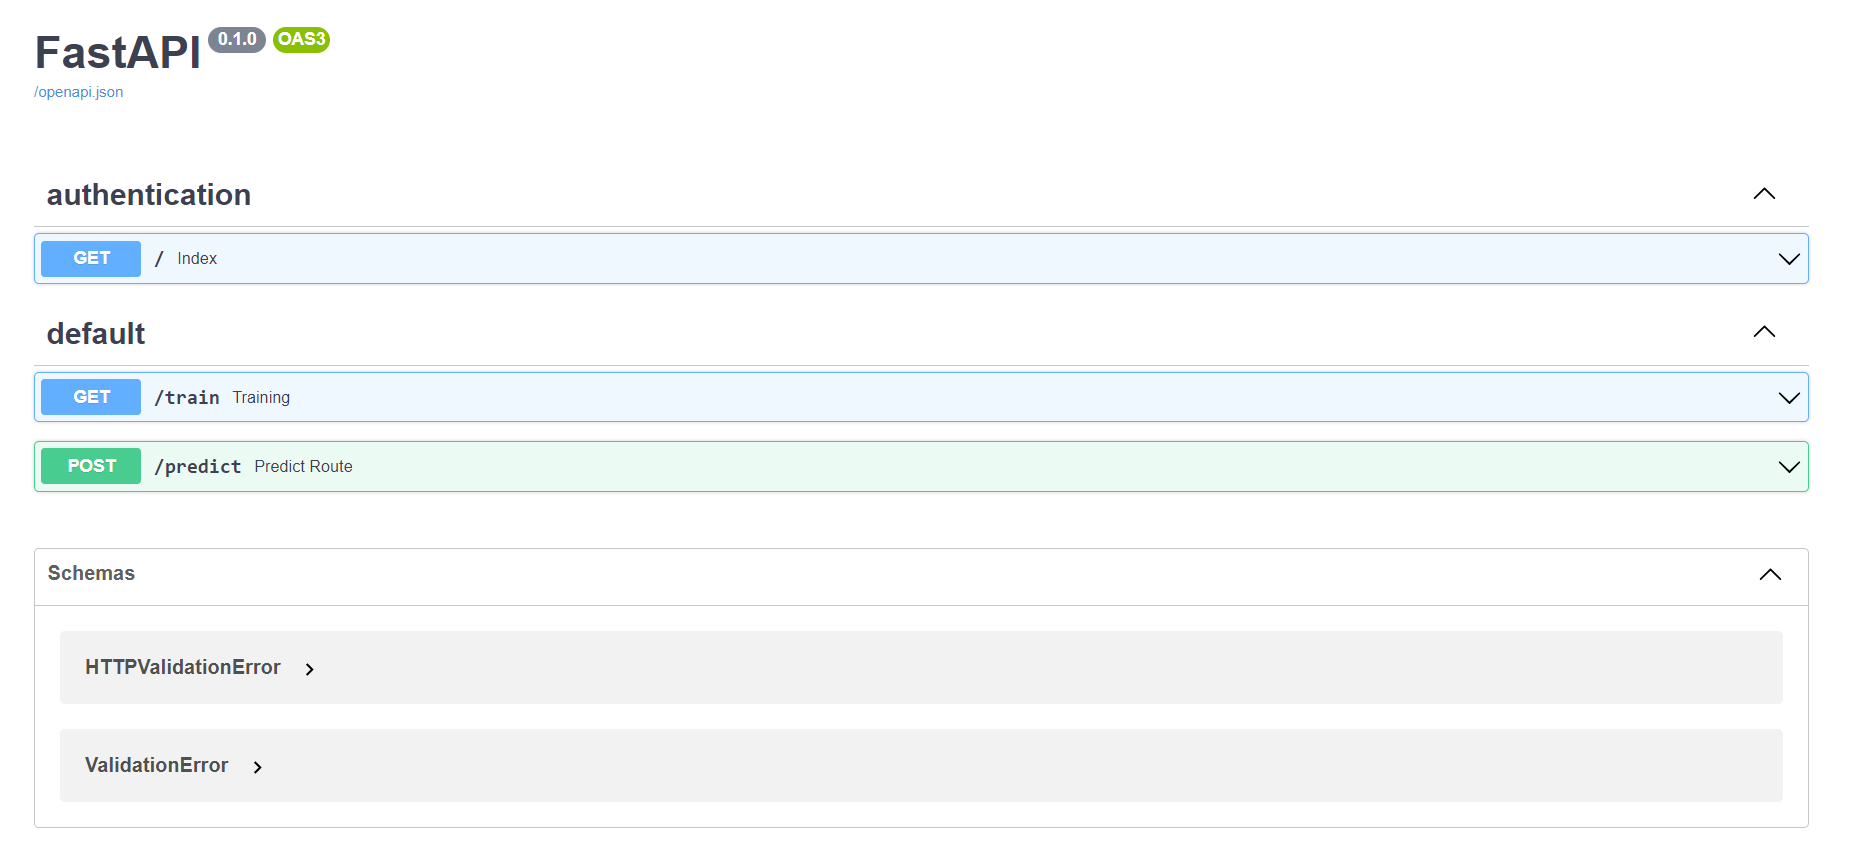 FastAPI 0.1.0 OAS3
/openapi.json
authentication
GET / Index
default
GET /train Training
POST /predict Predict Route
Schemas
HTTPValidationError
ValidationError